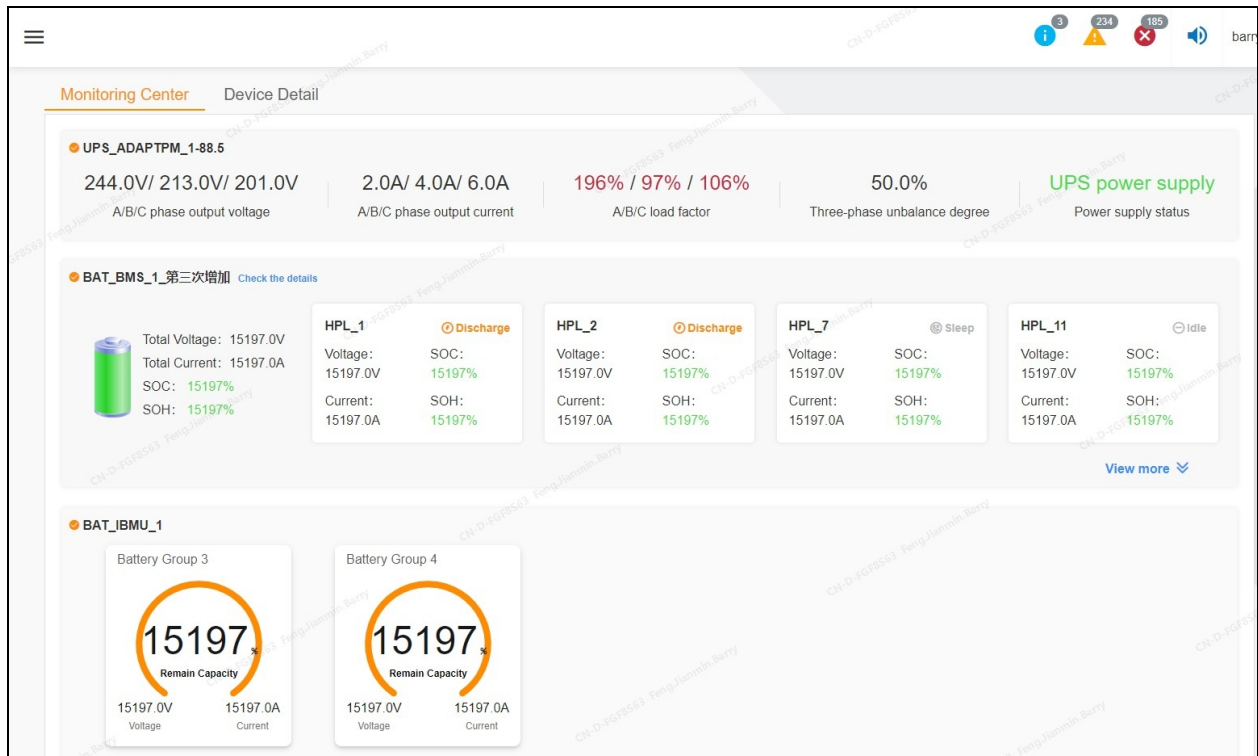 3 234 185
barry
Monitoring Center Device Detail
UPS_ADAPTPM_1-88.5
244.0V/ 213.0V/ 201.0V 2.0A/ 4.0A/ 6.0A 196% / 97% / 106% 50.0% UPS power supply
A/B/C phase output voltage A/B/C phase output current A/B/C load factor Three-phase unbalance degree Power supply status
BAT_BMS_1_第三次增加 Check the details
Total Voltage: 15197.0V
Total Current: 15197.0A
SOC: 15197%
SOH: 15197%
HPL_1 Discharge
Voltage: SOC:
15197.0V 15197%
Current: SOH:
15197.0A 15197%
HPL_2 Discharge
Voltage: SOC:
15197.0V 15197%
Current: SOH:
15197.0A 15197%
HPL_7 Sleep
Voltage: SOC:
15197.0V 15197%
Current: SOH:
15197.0A 15197%
HPL_11 Idle
Voltage: SOC:
15197.0V 15197%
Current: SOH:
15197.0A 15197%
View more
BAT_IBMU_1
Battery Group 3
15197%
Remain Capacity
15197.0V 15197.0A
Voltage Current
Battery Group 4
15197%
Remain Capacity
15197.0V 15197.0A
Voltage Current
CN-D-FGF8563 FengJianmin.Barry